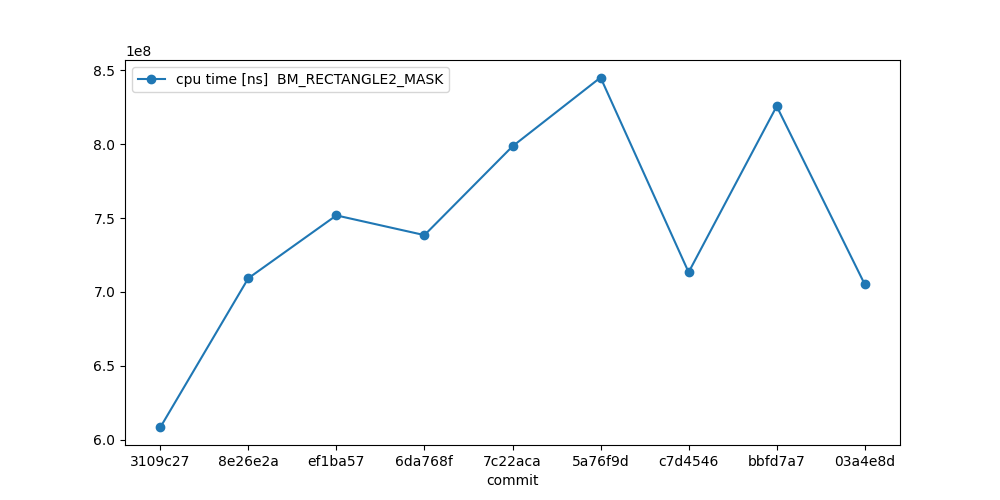 1e8
cpu time [ns]  BM_RECTANGLE2_MASK
8.5
8.0
7.5
7.0
6.5
6.0
3109c27 8e26e2a ef1ba57 6da768f 7c22aca 5a76f9d c7d4546 bbfd7a7 03a4e8d
commit